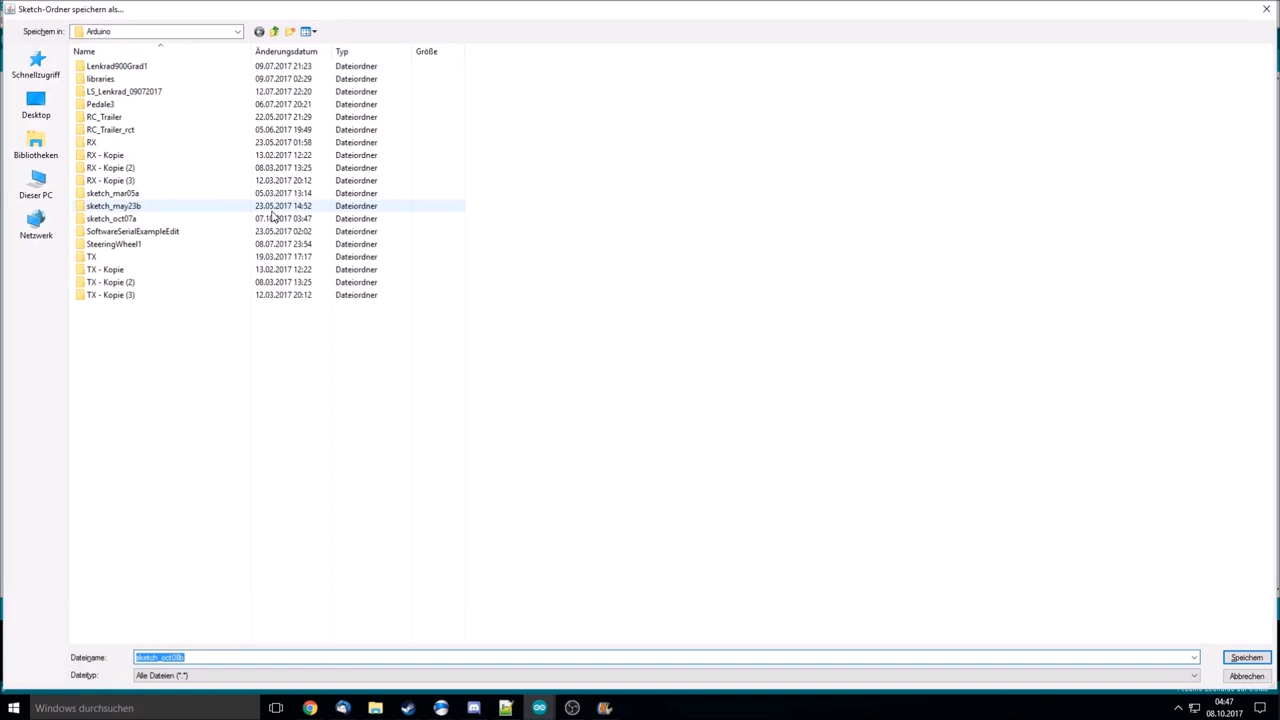 Sketch-Ordner speichern als...
Speichern in: Arduino
Name Änderungsdatum Typ Größe
Lenkrad900Grad1 09.07.2017 21:23 Dateiordner
libraries 09.07.2017 02:29 Dateiordner
LS_Lenkrad_09072017 12.07.2017 22:20 Dateiordner
Pedale3 06.07.2017 20:21 Dateiordner
RC_Trailer 22.05.2017 21:29 Dateiordner
RC_Trailer_rct 05.06.2017 19:49 Dateiordner
RX 23.05.2017 01:58 Dateiordner
RX - Kopie 13.02.2017 12:22 Dateiordner
RX - Kopie (2) 08.03.2017 13:25 Dateiordner
RX - Kopie (3) 12.03.2017 20:12 Dateiordner
sketch_mar05a 05.03.2017 13:14 Dateiordner
sketch_may23b 23.05.2017 14:52 Dateiordner
sketch_oct07a 07.10.2017 03:47 Dateiordner
SoftwareSerialExampleEdit 23.05.2017 02:02 Dateiordner
SteeringWheel1 08.07.2017 23:54 Dateiordner
TX 19.03.2017 17:17 Dateiordner
TX - Kopie 13.02.2017 12:22 Dateiordner
TX - Kopie (2) 08.03.2017 13:25 Dateiordner
TX - Kopie (3) 12.03.2017 20:12 Dateiordner
Schnellzugriff
Desktop
Bibliotheken
Dieser PC
Netzwerk
Dateiname: sketch_oct08b Speichern
Dateityp: Alle Dateien (*.*) Abbrechen
Windows durchsuchen
04:47
08.10.2017